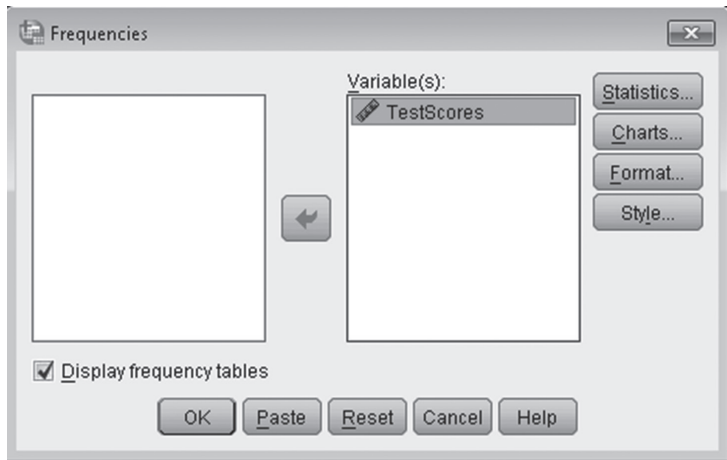 Frequencies
Variable(s):
TestScores
Statistics...
Charts...
Format...
Style...
Display frequency tables
OK
Paste
Reset
Cancel
Help